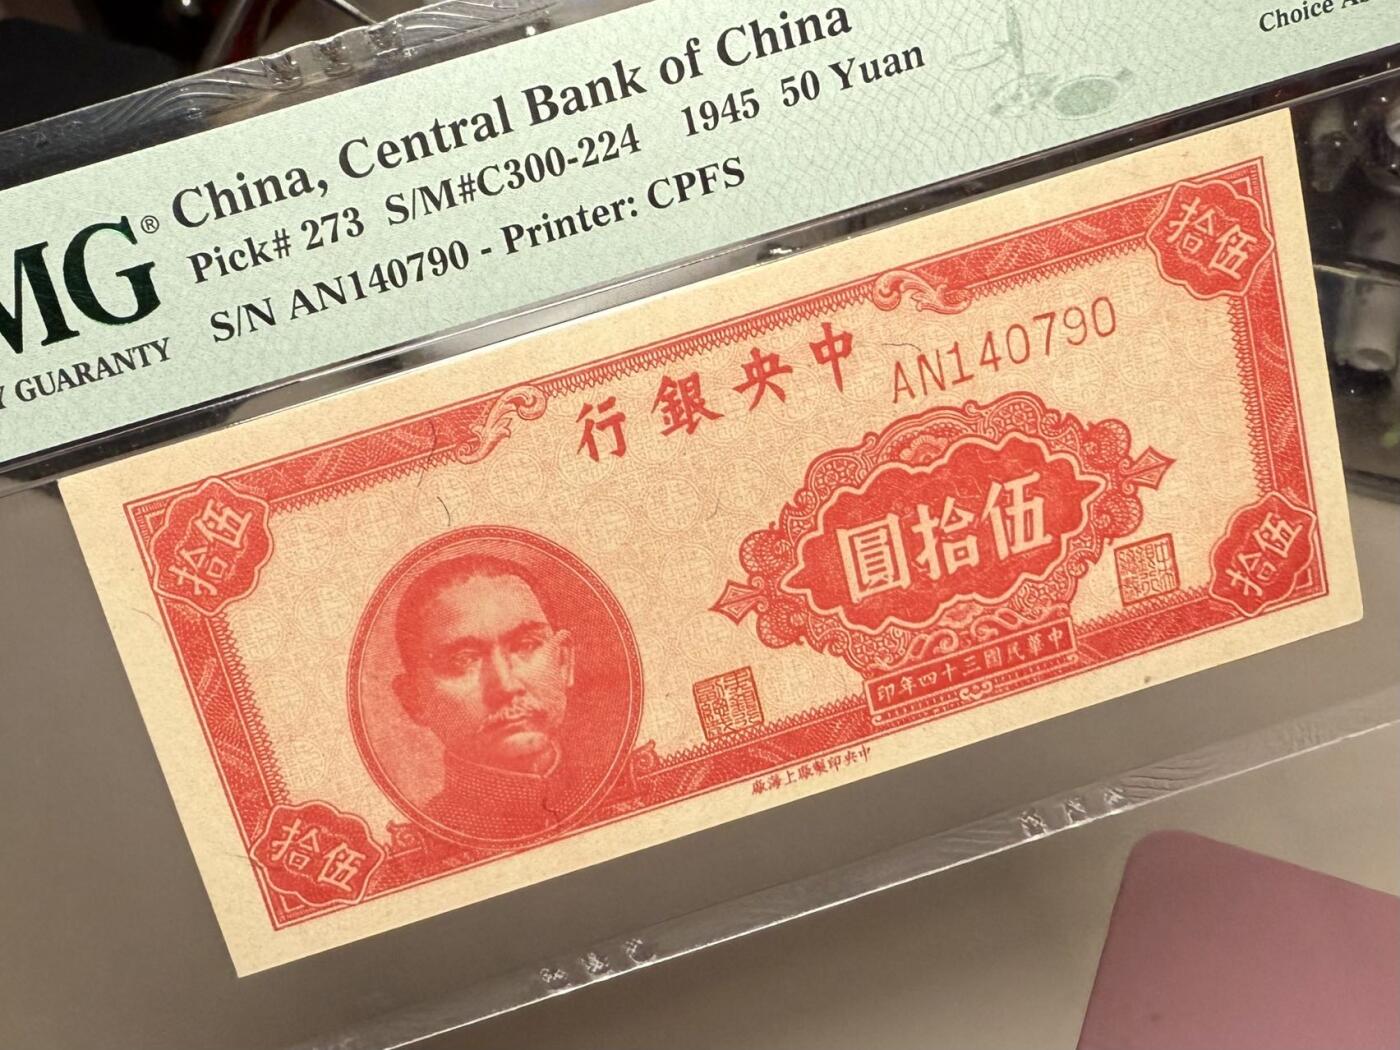 China, Central Bank of China
Pick# 273 S/M#C300-224 1945 50 Yuan
S/N AN140790 - Printer: CPFS
Choice
MG®
GUARANTY
行銀央中
AN140790
拾伍
拾伍
圓拾伍
印年四十三國民華中
拾伍
拾伍
廠海上廠製印央中